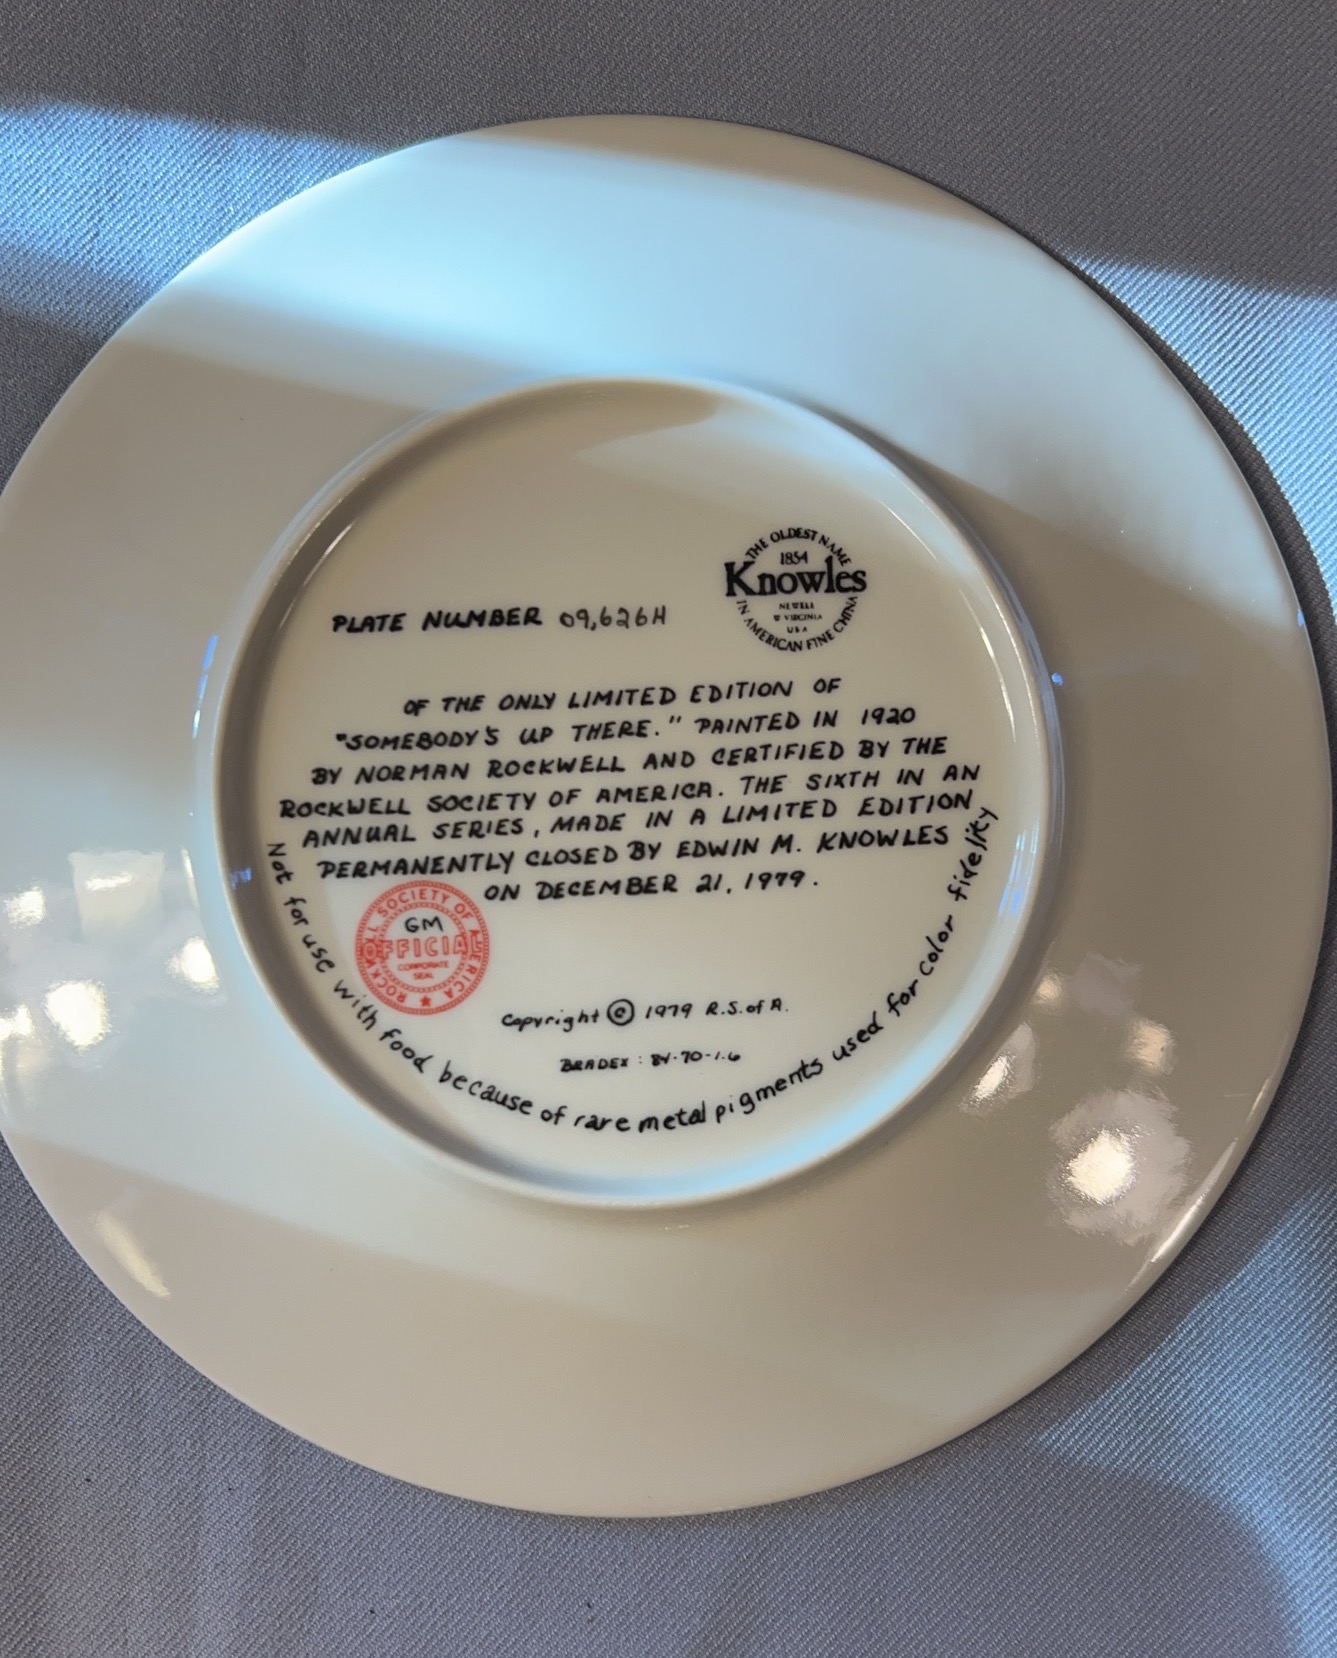 THE OLDEST NAME
1854
Knowles
NEWELL
W VIRGINIA
USA
IN AMERICAN FINE CHINA
PLATE NUMBER 09,626H
OF THE ONLY LIMITED EDITION OF
"SOMEBODY'S UP THERE." PAINTED IN 1920
BY NORMAN ROCKWELL AND CERTIFIED BY THE
ROCKWELL SOCIETY OF AMERICA. THE SIXTH IN AN
ANNUAL SERIES, MADE IN A LIMITED EDITION
PERMANENTLY CLOSED BY EDWIN M. KNOWLES
ON DECEMBER 21, 1979.
ROCKWELL SOCIETY OF AMERICA
GM
OFFICIAL
CORPORATE
SEAL
Copyright © 1979 R.S.of A.
BRADEX: 84-70-1.6
Not for use with food because of rare metal pigments used for color fidelity